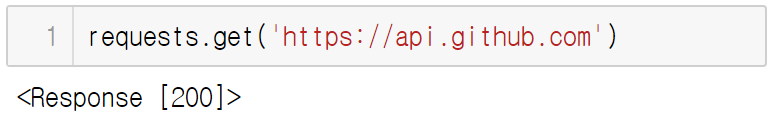 1 requests.get('https://api.github.com')
<Response [200]>